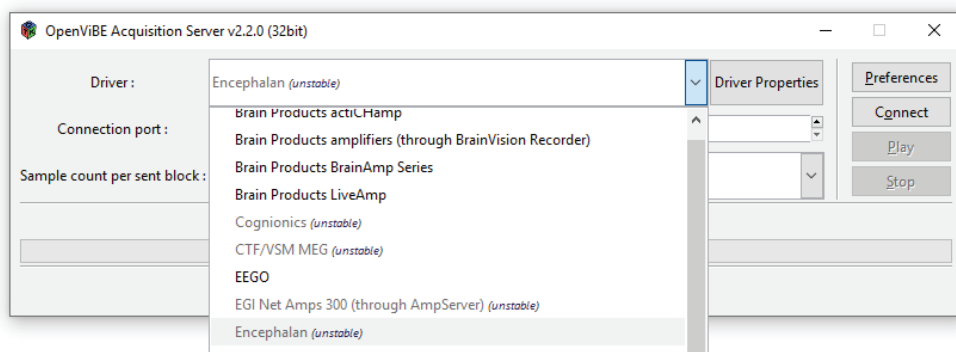 OpenViBE Acquisition Server v2.2.0 (32bit)
Driver :
Encephalan (unstable)
Driver Properties
Preferences
Connection port :
Connect
Sample count per sent block :
Play
Stop
Brain Products actiCHamp
Brain Products amplifiers (through BrainVision Recorder)
Brain Products BrainAmp Series
Brain Products LiveAmp
Cognionics (unstable)
CTF/VSM MEG (unstable)
EEGO
EGI Net Amps 300 (through AmpServer) (unstable)
Encephalan (unstable)